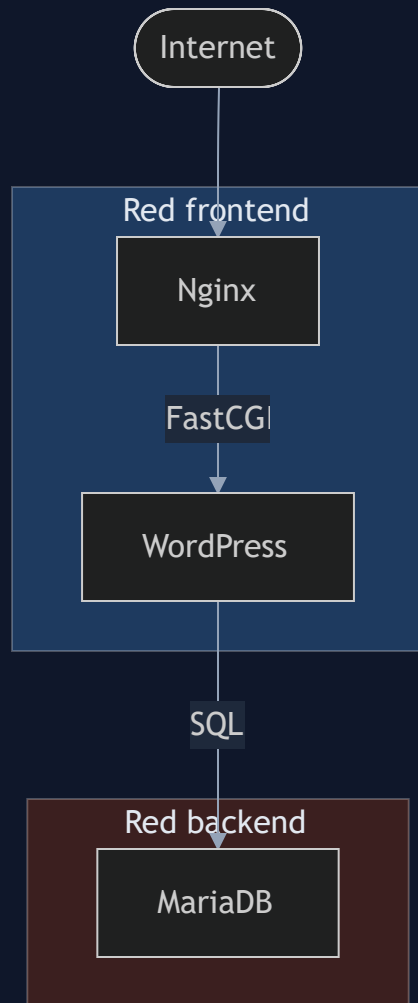 Internet
Red frontend
Nginx
FastCGI
WordPress
SQL
Red backend
MariaDB